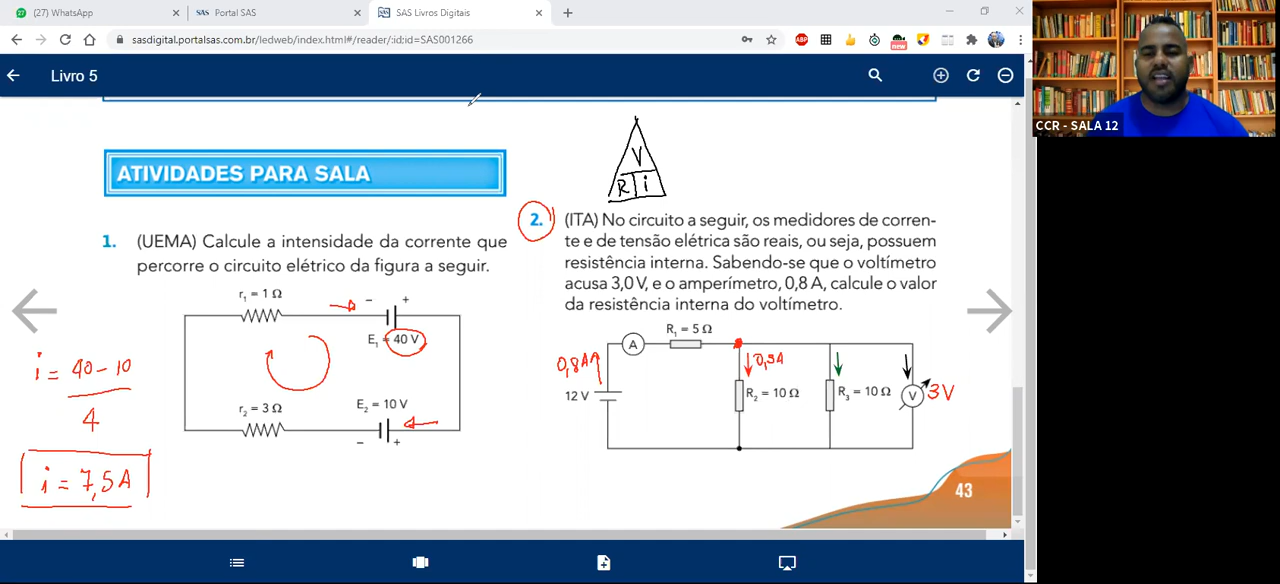 (27) WhatsApp
Portal SAS
SAS Livros Digitais
sasdigital.portalsas.com.br/ledweb/index.html#/reader/:id;id=SAS001266
ABP
new
Livro 5
CCR - SALA 12
ATIVIDADES PARA SALA
1. (UEMA) Calcule a intensidade da corrente que
percorre o circuito elétrico da figura a seguir.
r1 = 1 Ω
- +
E1 = 40 V
E2 = 10 V
r2 = 3 Ω
- +
i = 40 - 10
4
i = 7,5 A
V
R i
2. (ITA) No circuito a seguir, os medidores de corren-
te e de tensão elétrica são reais, ou seja, possuem
resistência interna. Sabendo-se que o voltímetro
acusa 3,0 V, e o amperímetro, 0,8 A, calcule o valor
da resistência interna do voltímetro.
R1 = 5 Ω
A
0,8A
0,3A
12 V
R2 = 10 Ω
R3 = 10 Ω
V
3V
43